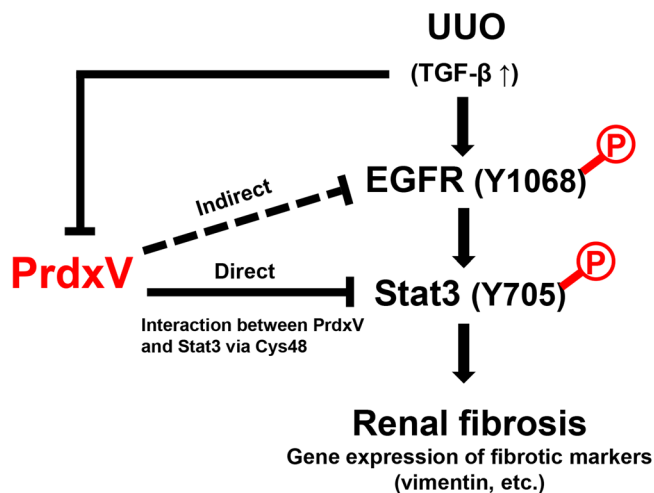 UUO
(TGF-β ↑)
P
EGFR (Y1068)
Indirect
PrdxV
Direct
P
Stat3 (Y705)
Interaction between PrdxV
and Stat3 via Cys48
Renal fibrosis
Gene expression of fibrotic markers
(vimentin, etc.)